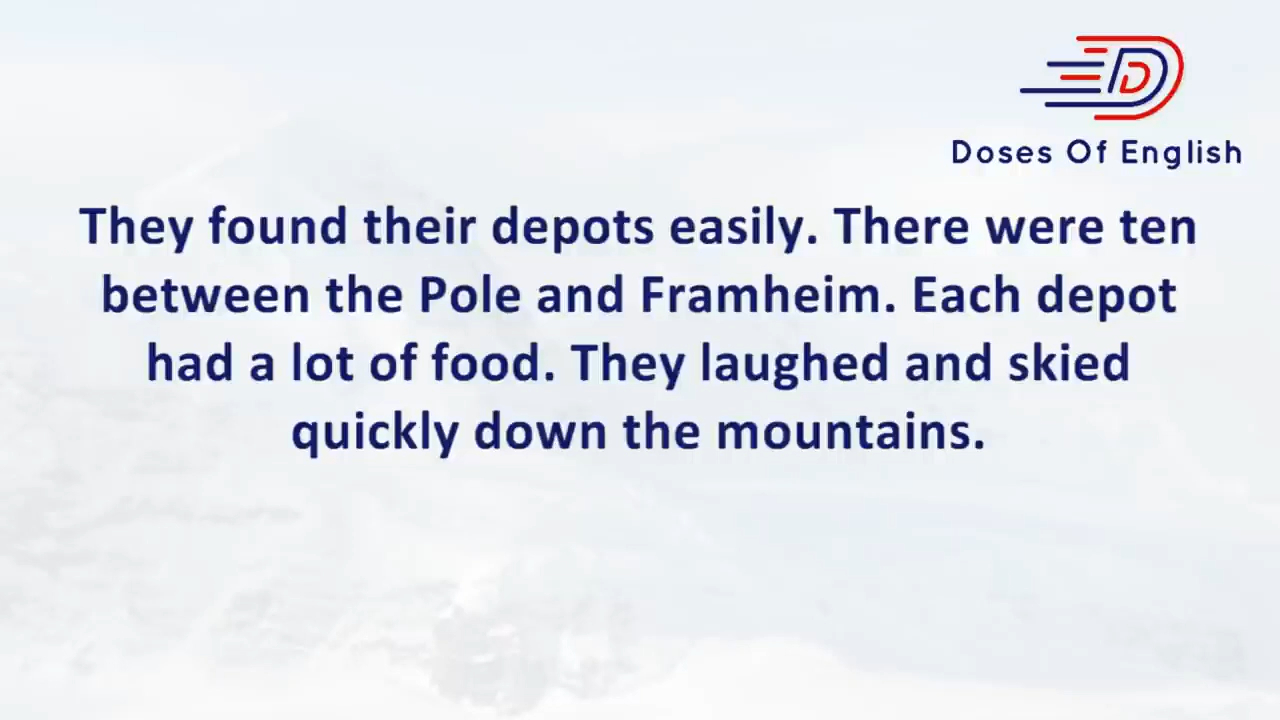 Doses Of English
They found their depots easily. There were ten
between the Pole and Framheim. Each depot
had a lot of food. They laughed and skied
quickly down the mountains.